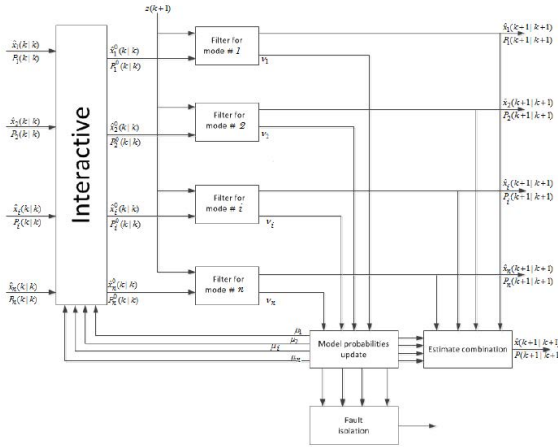 z(k+1)
x̂₁(k|k)
P₁(k|k)
x̂₁⁰(k|k)
P₁⁰(k|k)
Filter for
mode # 1
v₁
x̂₁(k+1|k+1)
P₁(k+1|k+1)
x̂₂(k|k)
P₂(k|k)
x̂₂⁰(k|k)
P₂⁰(k|k)
Filter for
mode # 2
v₂
x̂₂(k+1|k+1)
P₂(k+1|k+1)
Interactive
x̂ᵢ(k|k)
Pᵢ(k|k)
x̂ᵢ⁰(k|k)
Pᵢ⁰(k|k)
Filter for
mode # i
vᵢ
x̂ᵢ(k+1|k+1)
Pᵢ(k+1|k+1)
x̂ₙ(k|k)
Pₙ(k|k)
x̂ₙ⁰(k|k)
Pₙ⁰(k|k)
Filter for
mode # n
vₙ
x̂ₙ(k+1|k+1)
Pₙ(k+1|k+1)
μ₁
μ₂
μᵢ
μₙ
Model probabilities
update
Estimate combination
x̂(k+1|k+1)
P(k+1|k+1)
Fault
isolation